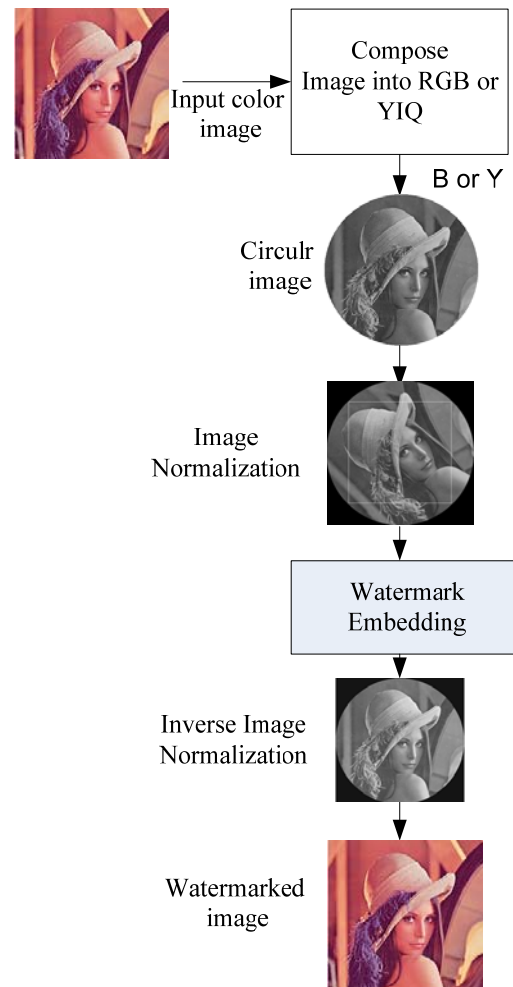 Compose
Image into RGB or
YIQ
Input color
image
B or Y
Circulr
image
Image
Normalization
Watermark
Embedding
Inverse Image
Normalization
Watermarked
image